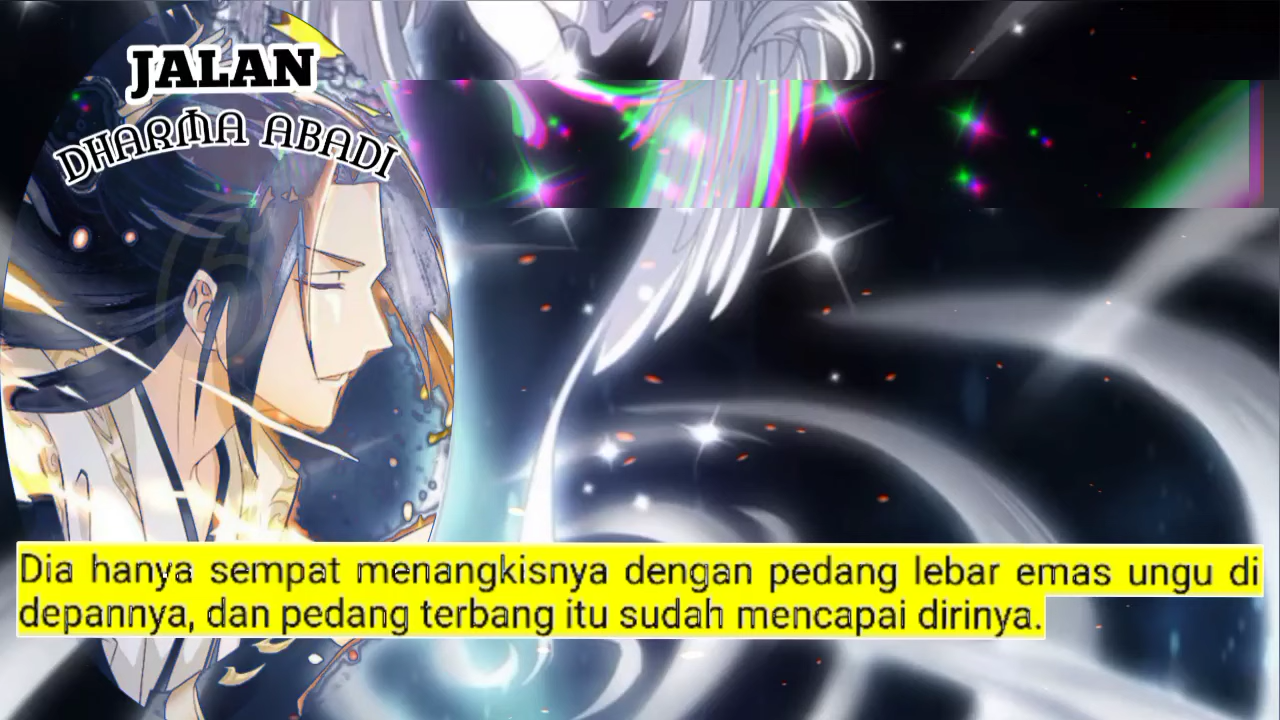 JALAN
DHARMA ABADI
Dia hanya sempat menangkisnya dengan pedang lebar emas ungu di
depannya, dan pedang terbang itu sudah mencapai dirinya.